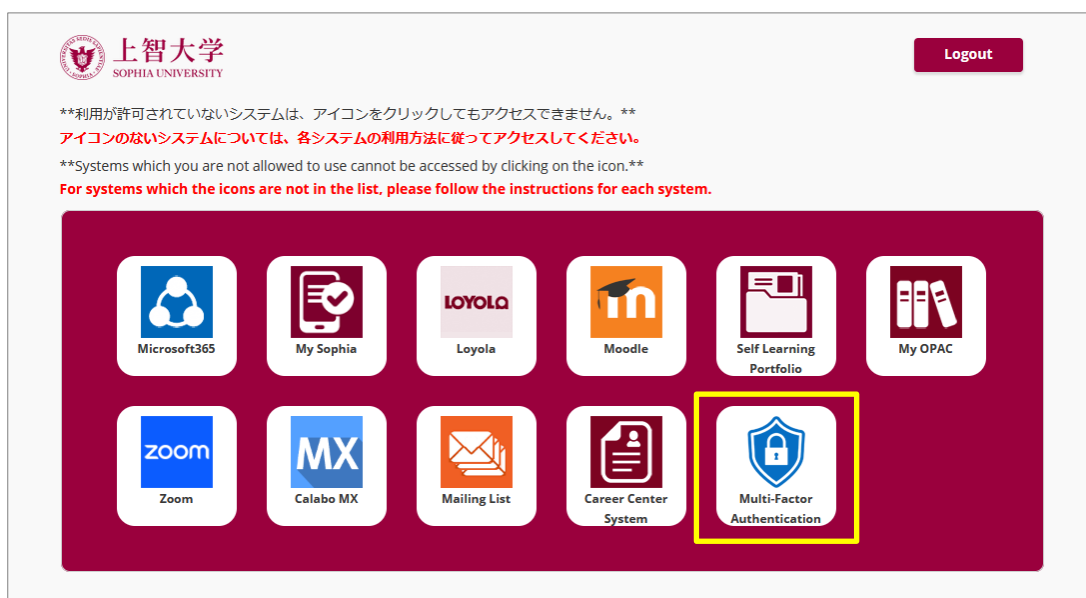 上智大学
SOPHIA UNIVERSITY
Logout
**利用が許可されていないシステムは、アイコンをクリックしてもアクセスできません。**
アイコンのないシステムについては、各システムの利用方法に従ってアクセスしてください。
**Systems which you are not allowed to use cannot be accessed by clicking on the icon.**
For systems which the icons are not in the list, please follow the instructions for each system.
Microsoft365
My Sophia
LOYOLA
Loyola
m
Moodle
Self Learning
Portfolio
My OPAC
zoom
Zoom
MX
Calabo MX
Mailing List
Career Center
System
Multi-Factor
Authentication